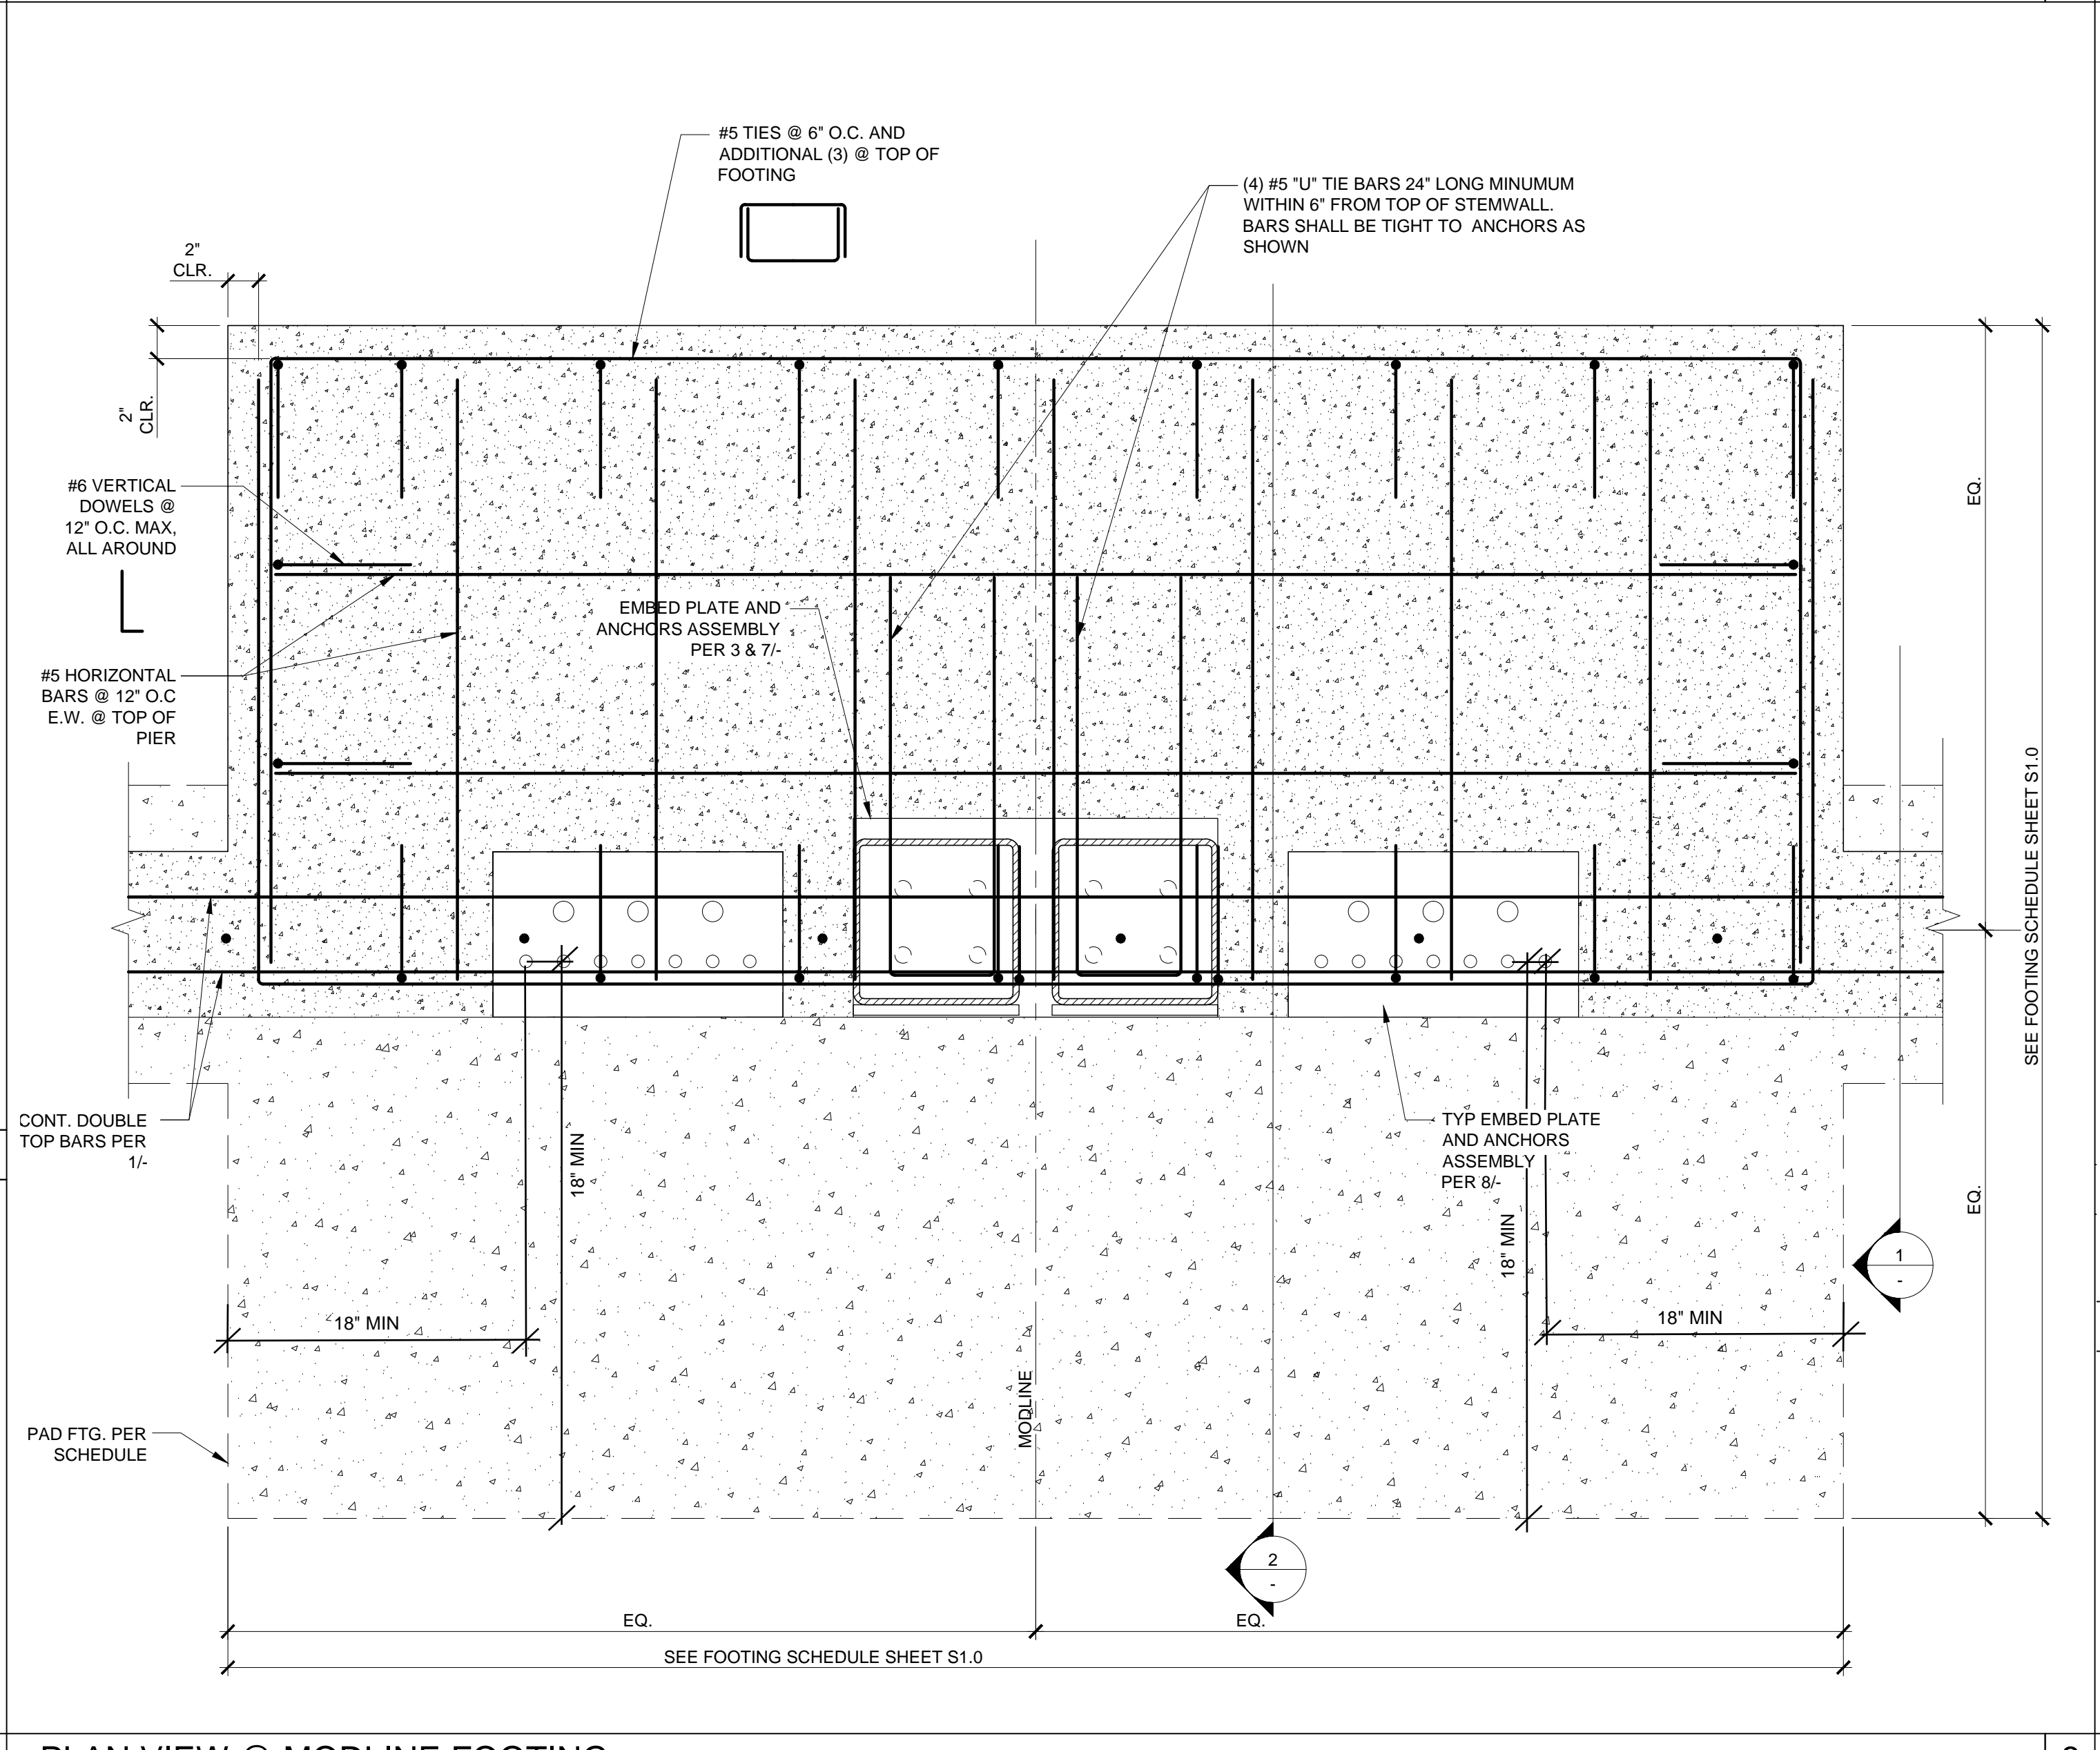 #5 TIES @ 6" O.C. AND
ADDITIONAL (3) @ TOP OF
FOOTING
(4) #5 "U" TIE BARS 24" LONG MINUMUM
WITHIN 6" FROM TOP OF STEMWALL.
BARS SHALL BE TIGHT TO ANCHORS AS
SHOWN
2"
CLR.
2"
CLR.
#6 VERTICAL
DOWELS @
12" O.C. MAX,
ALL AROUND
EQ.
EMBED PLATE AND
ANCHORS ASSEMBLY
PER 3 & 7/-
#5 HORIZONTAL
BARS @ 12" O.C
E.W. @ TOP OF
PIER
SEE FOOTING SCHEDULE SHEET S1.0
CONT. DOUBLE
TOP BARS PER
1/-
18" MIN
TYP EMBED PLATE
AND ANCHORS
ASSEMBLY
PER 8/-
18" MIN
EQ.
1
-
18" MIN
18" MIN
MODLINE
PAD FTG. PER
SCHEDULE
2
-
EQ.
EQ.
SEE FOOTING SCHEDULE SHEET S1.0
PLAN VIEW @ MODLINE FOOTING